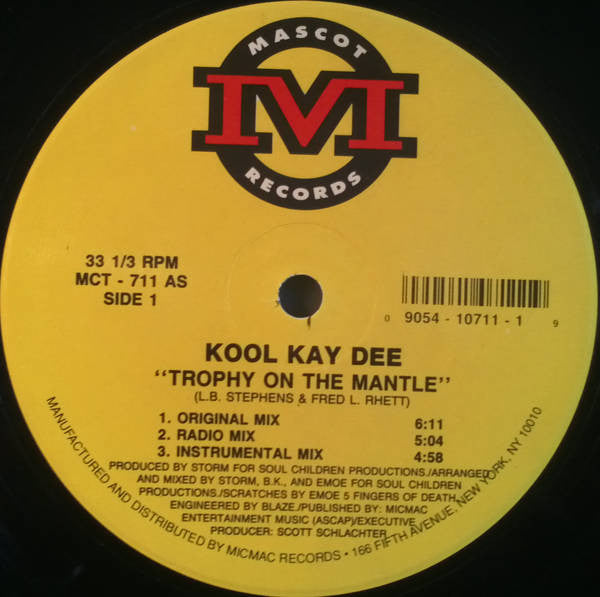 MASCOT
M
RECORDS
33 1/3 RPM
MCT - 711 AS
SIDE 1
0 9054 - 10711 - 1 9
KOOL KAY DEE
"TROPHY ON THE MANTLE"
(L.B. STEPHENS & FRED L. RHETT)
1. ORIGINAL MIX 6:11
2. RADIO MIX 5:04
3. INSTRUMENTAL MIX 4:58
PRODUCED BY STORM FOR SOUL CHILDREN PRODUCTIONS./ARRANGED
AND MIXED BY STORM, B.K., AND EMOE FOR SOUL CHILDREN
PRODUCTIONS./SCRATCHES BY EMOE 5 FINGERS OF DEATH.
ENGINEERED BY BLAZE./PUBLISHED BY: MICMAC
ENTERTAINMENT MUSIC (ASCAP)/EXECUTIVE
PRODUCER: SCOTT SCHLACHTER
MANUFACTURED AND DISTRIBUTED BY MICMAC RECORDS • 166 FIFTH AVENUE, NEW YORK, NY 10010